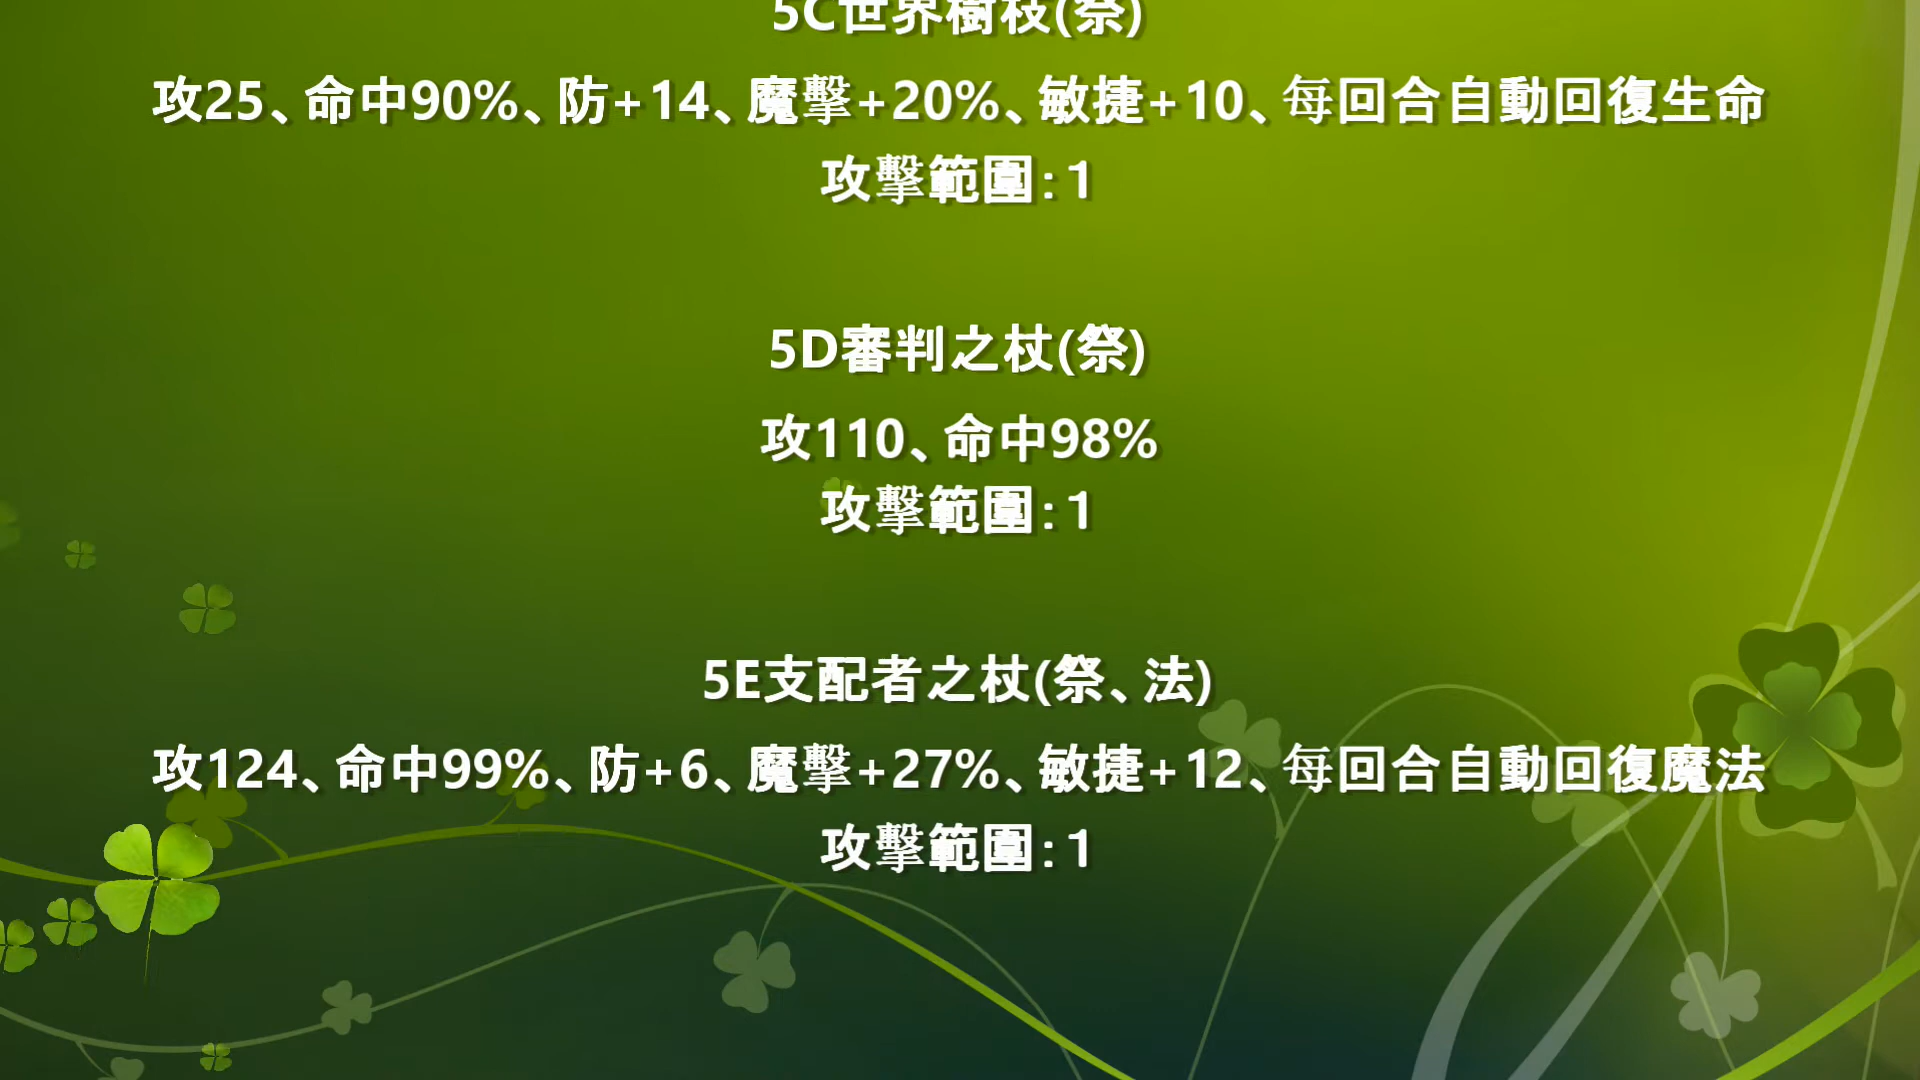 5C世界樹枝(祭)
攻25、命中90%、防+14、魔擊+20%、敏捷+10、每回合自動回復生命
攻擊範圍:1
5D審判之杖(祭)
攻110、命中98%
攻擊範圍:1
5E支配者之杖(祭、法)
攻124、命中99%、防+6、魔擊+27%、敏捷+12、每回合自動回復魔法
攻擊範圍:1